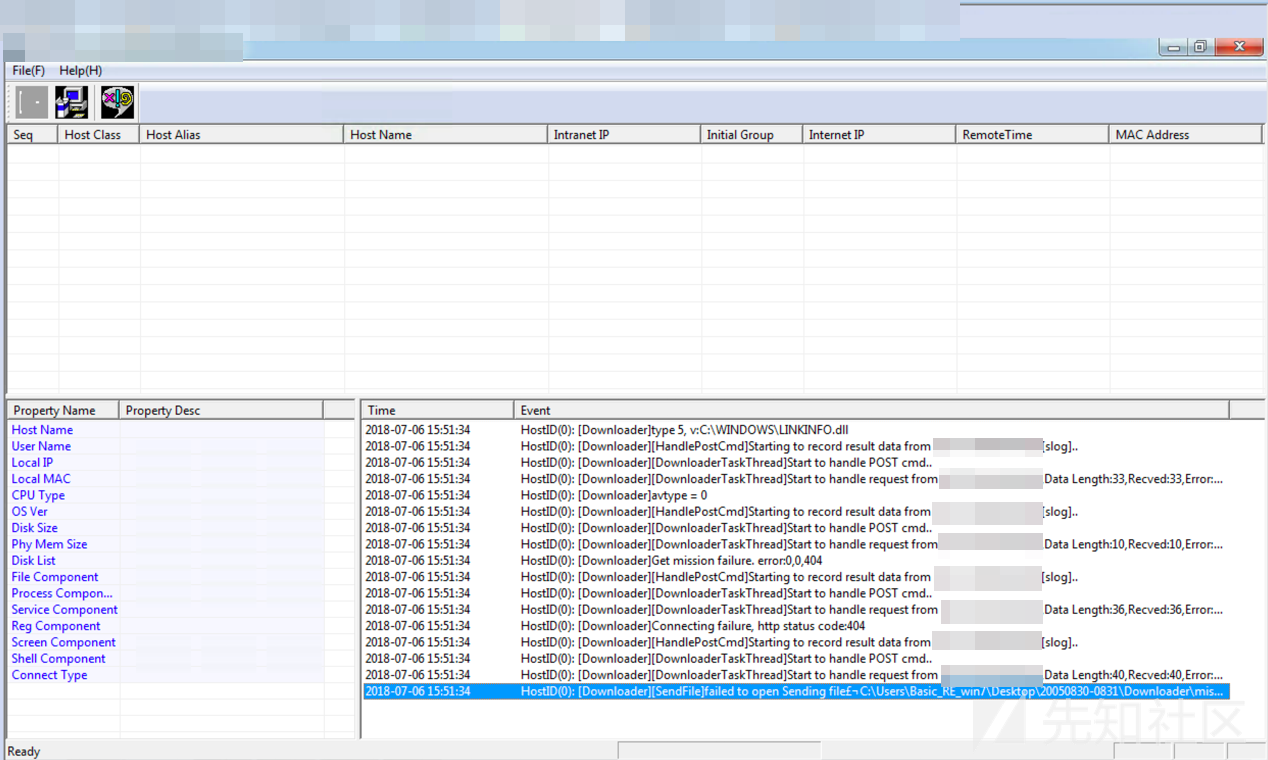 File(F) Help(H)
Seq Host Class Host Alias Host Name Intranet IP Initial Group Internet IP RemoteTime MAC Address
Property Name Property Desc
Host Name
User Name
Local IP
Local MAC
CPU Type
OS Ver
Disk Size
Phy Mem Size
Disk List
File Component
Process Compon...
Service Component
Reg Component
Screen Component
Shell Component
Connect Type
Time Event
2018-07-06 15:51:34 HostID(0): [Downloader]type 5, v:C:\WINDOWS\LINKINFO.dll
2018-07-06 15:51:34 HostID(0): [Downloader][HandlePostCmd]Starting to record result data from [slog]..
2018-07-06 15:51:34 HostID(0): [Downloader][DownloaderTaskThread]Start to handle POST cmd..
2018-07-06 15:51:34 HostID(0): [Downloader][DownloaderTaskThread]Start to handle request from Data Length:33,Recved:33,Error:...
2018-07-06 15:51:34 HostID(0): [Downloader]avtype = 0
2018-07-06 15:51:34 HostID(0): [Downloader][HandlePostCmd]Starting to record result data from [slog]..
2018-07-06 15:51:34 HostID(0): [Downloader][DownloaderTaskThread]Start to handle POST cmd..
2018-07-06 15:51:34 HostID(0): [Downloader][DownloaderTaskThread]Start to handle request from Data Length:10,Recved:10,Error:...
2018-07-06 15:51:34 HostID(0): [Downloader]Get mission failure. error:0,0,404
2018-07-06 15:51:34 HostID(0): [Downloader][HandlePostCmd]Starting to record result data from [slog]..
2018-07-06 15:51:34 HostID(0): [Downloader][DownloaderTaskThread]Start to handle POST cmd..
2018-07-06 15:51:34 HostID(0): [Downloader][DownloaderTaskThread]Start to handle request from Data Length:36,Recved:36,Error:...
2018-07-06 15:51:34 HostID(0): [Downloader]Connecting failure, http status code:404
2018-07-06 15:51:34 HostID(0): [Downloader][HandlePostCmd]Starting to record result data from [slog]..
2018-07-06 15:51:34 HostID(0): [Downloader][DownloaderTaskThread]Start to handle POST cmd..
2018-07-06 15:51:34 HostID(0): [Downloader][DownloaderTaskThread]Start to handle request from Data Length:40,Recved:40,Error:...
2018-07-06 15:51:34 HostID(0): [Downloader][SendFile]failed to open Sending file£¬C:\Users\Basic_RE_win7\Desktop\20050830-0831\Downloader\mis...
先知社区
Ready